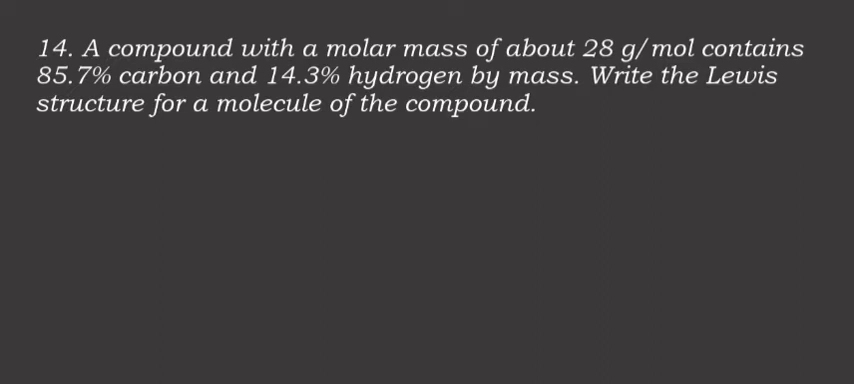 14. A compound with a molar mass of about 28 g/mol contains
85.7% carbon and 14.3% hydrogen by mass. Write the Lewis
structure for a molecule of the compound.